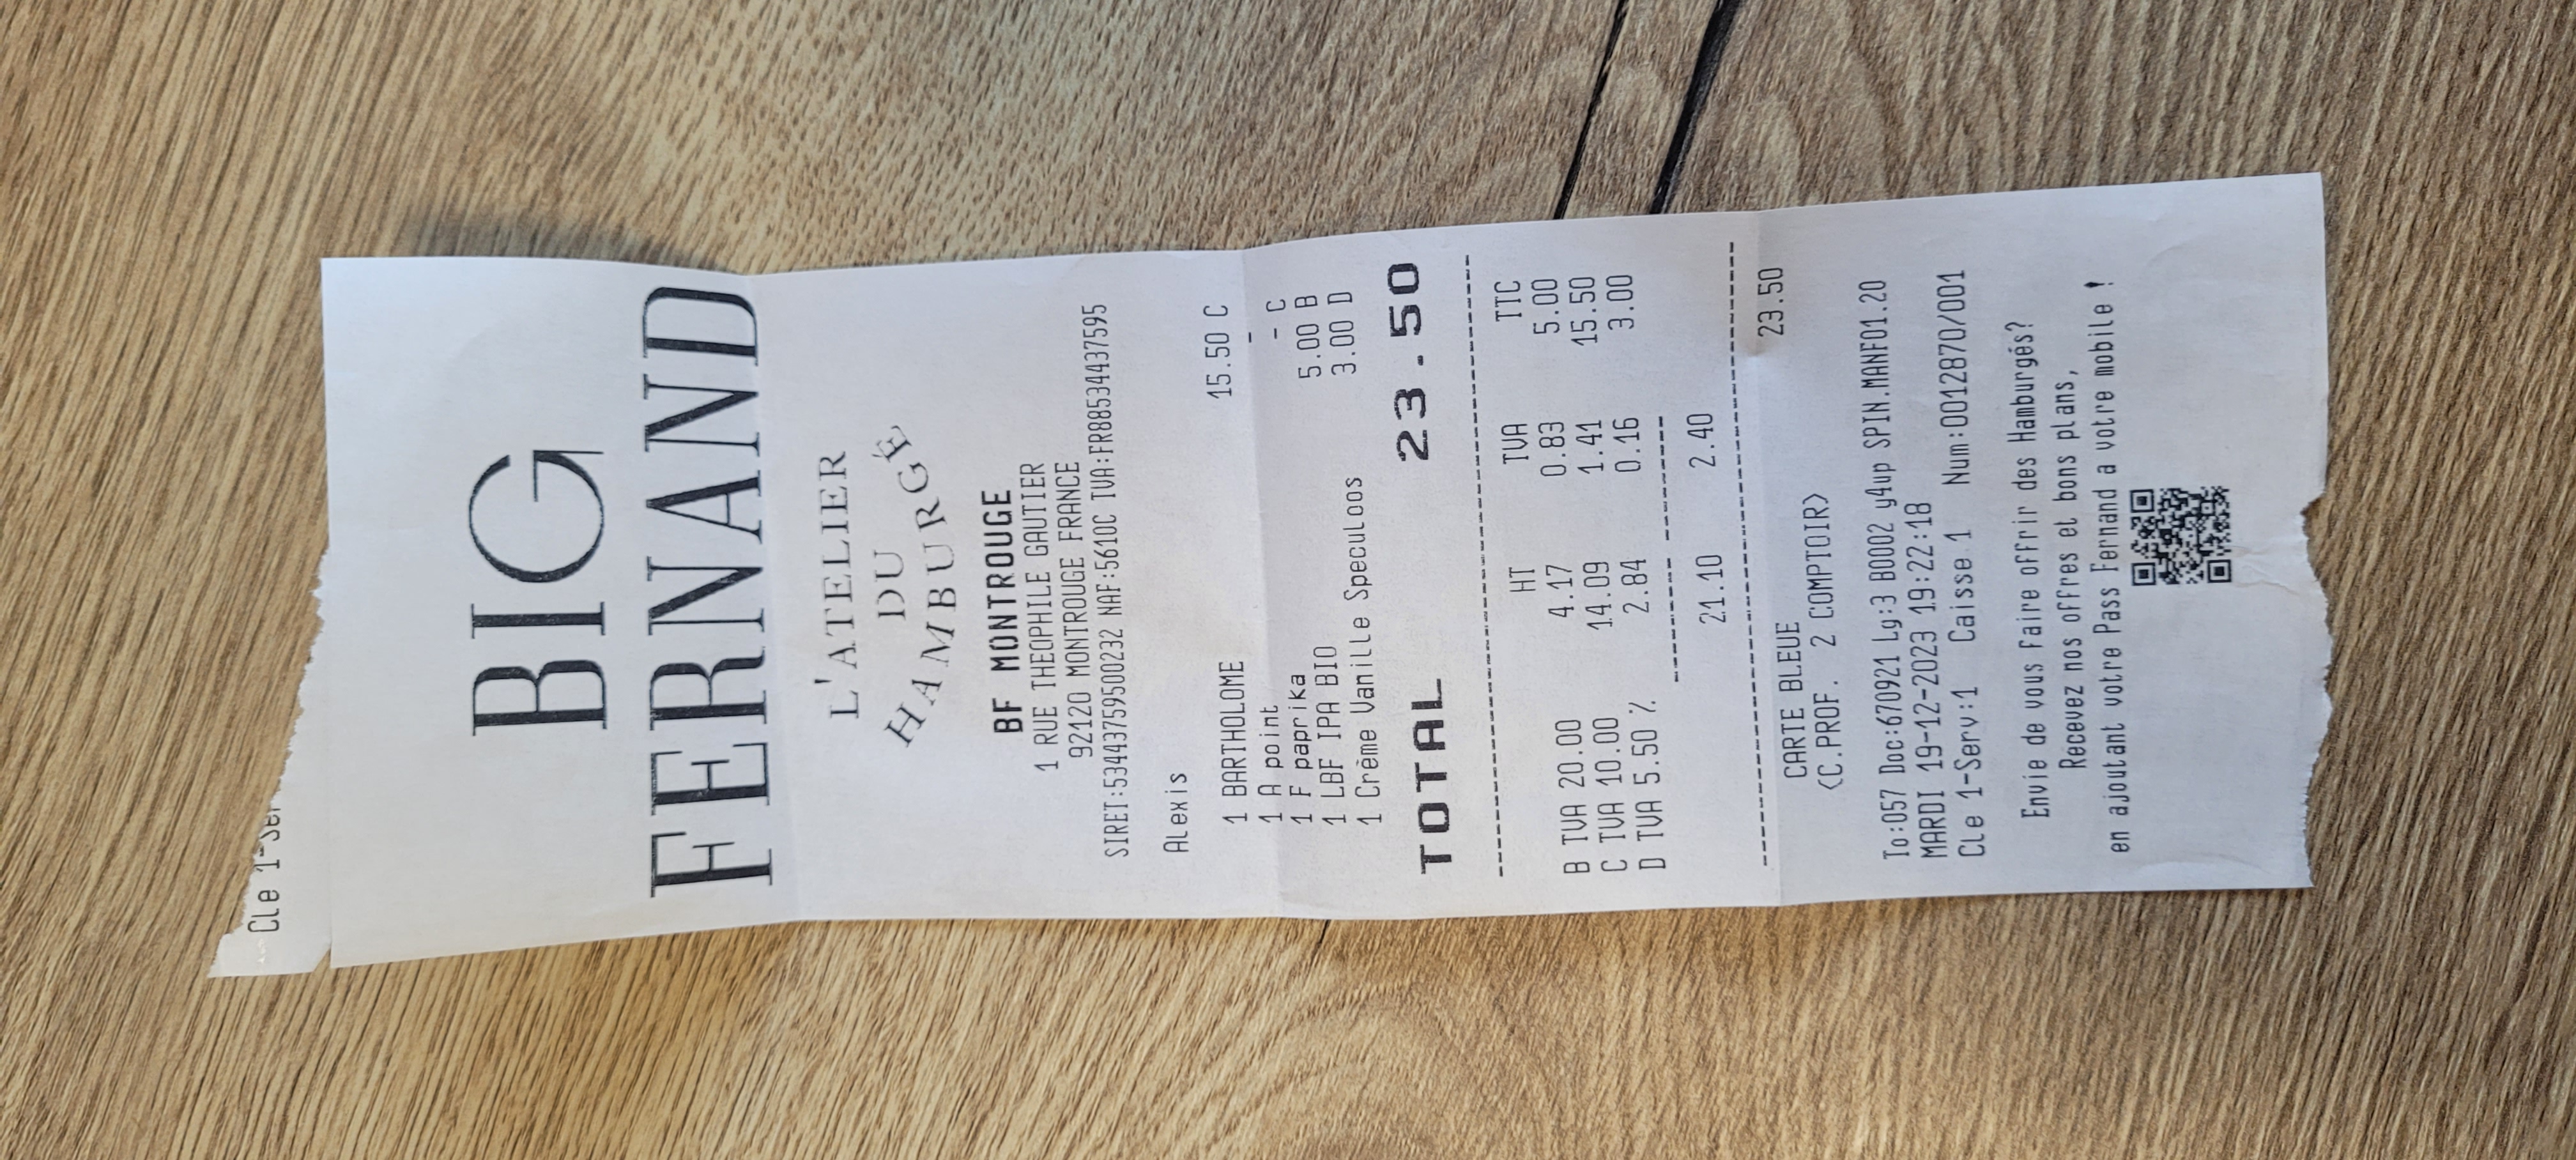 Cle 1-Ser
BIG
FERNAND
L'ATELIER
DU
HAMBURGÉ
BF MONTROUGE
1 RUE THEOPHILE GAUTIER
92120 MONTROUGE FRANCE
SIRET:53443759500232 NAF:5610C TVA:FR88534437595
Alexis
1 BARTHOLOME 15.50 C
1 A point -
1 F paprika - C
1 LBF IPA BIO 5.00 B
1 Crème Vanille Speculoos 3.00 D
TOTAL 23.50
HT TVA TTC
B TVA 20.00 4.17 0.83 5.00
C TVA 10.00 14.09 1.41 15.50
D TVA 5.50 % 2.84 0.16 3.00
21.10 2.40
CARTE BLEUE 23.50
(C.PROF. 2 COMPTOIR)
To:057 Doc:670921 Lg:3 B0002 y4up SPIN.MANF01.20
MARDI 19-12-2023 19:22:18
Cle 1-Serv:1 Caisse 1 Num:0012870/001
Envie de vous faire offrir des Hamburgés?
Recevez nos offres et bons plans,
en ajoutant votre Pass Fernand a votre mobile !